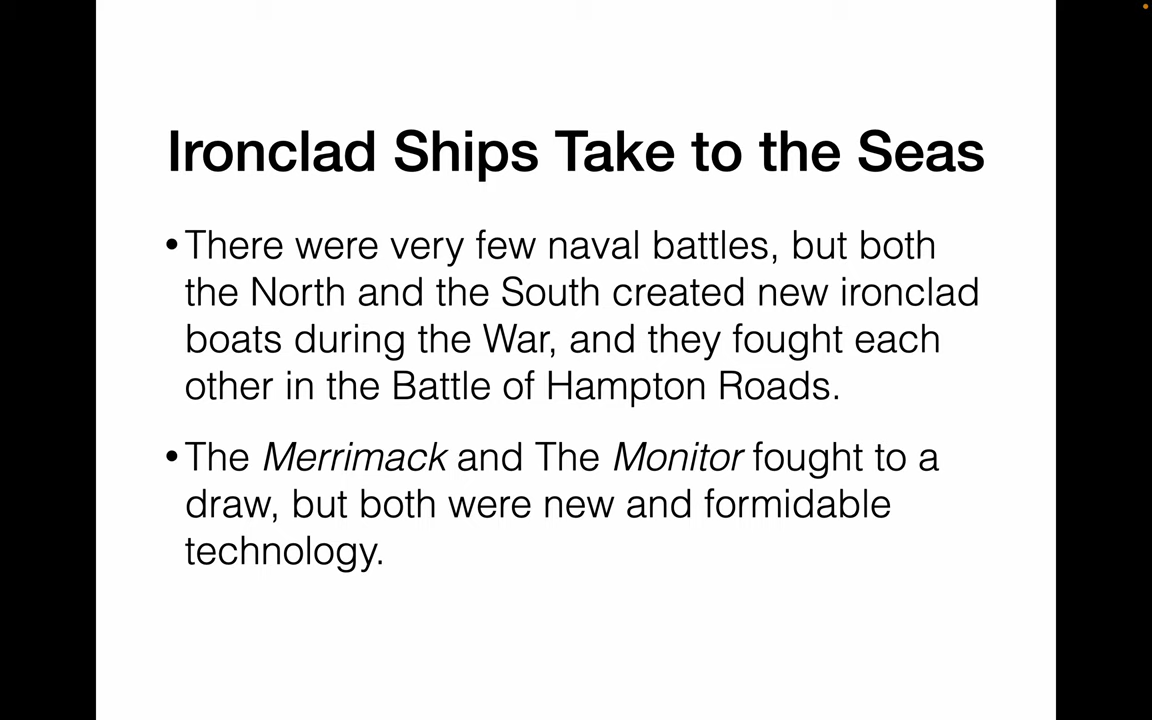 Ironclad Ships Take to the Seas
•There were very few naval battles, but both
the North and the South created new ironclad
boats during the War, and they fought each
other in the Battle of Hampton Roads.
•The Merrimack and The Monitor fought to a
draw, but both were new and formidable
technology.